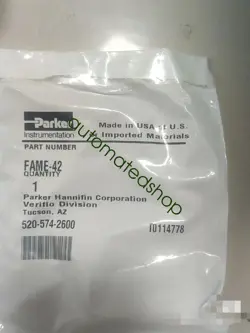 Parker
Instrumentation
Made in USA of U.S.
& Imported Materials
PART NUMBER
FAME-42
QUANTITY
1
Parker Hannifin Corporation
Veriflo Division
Tucson, AZ
520-574-2600
ID114778
automatedshop